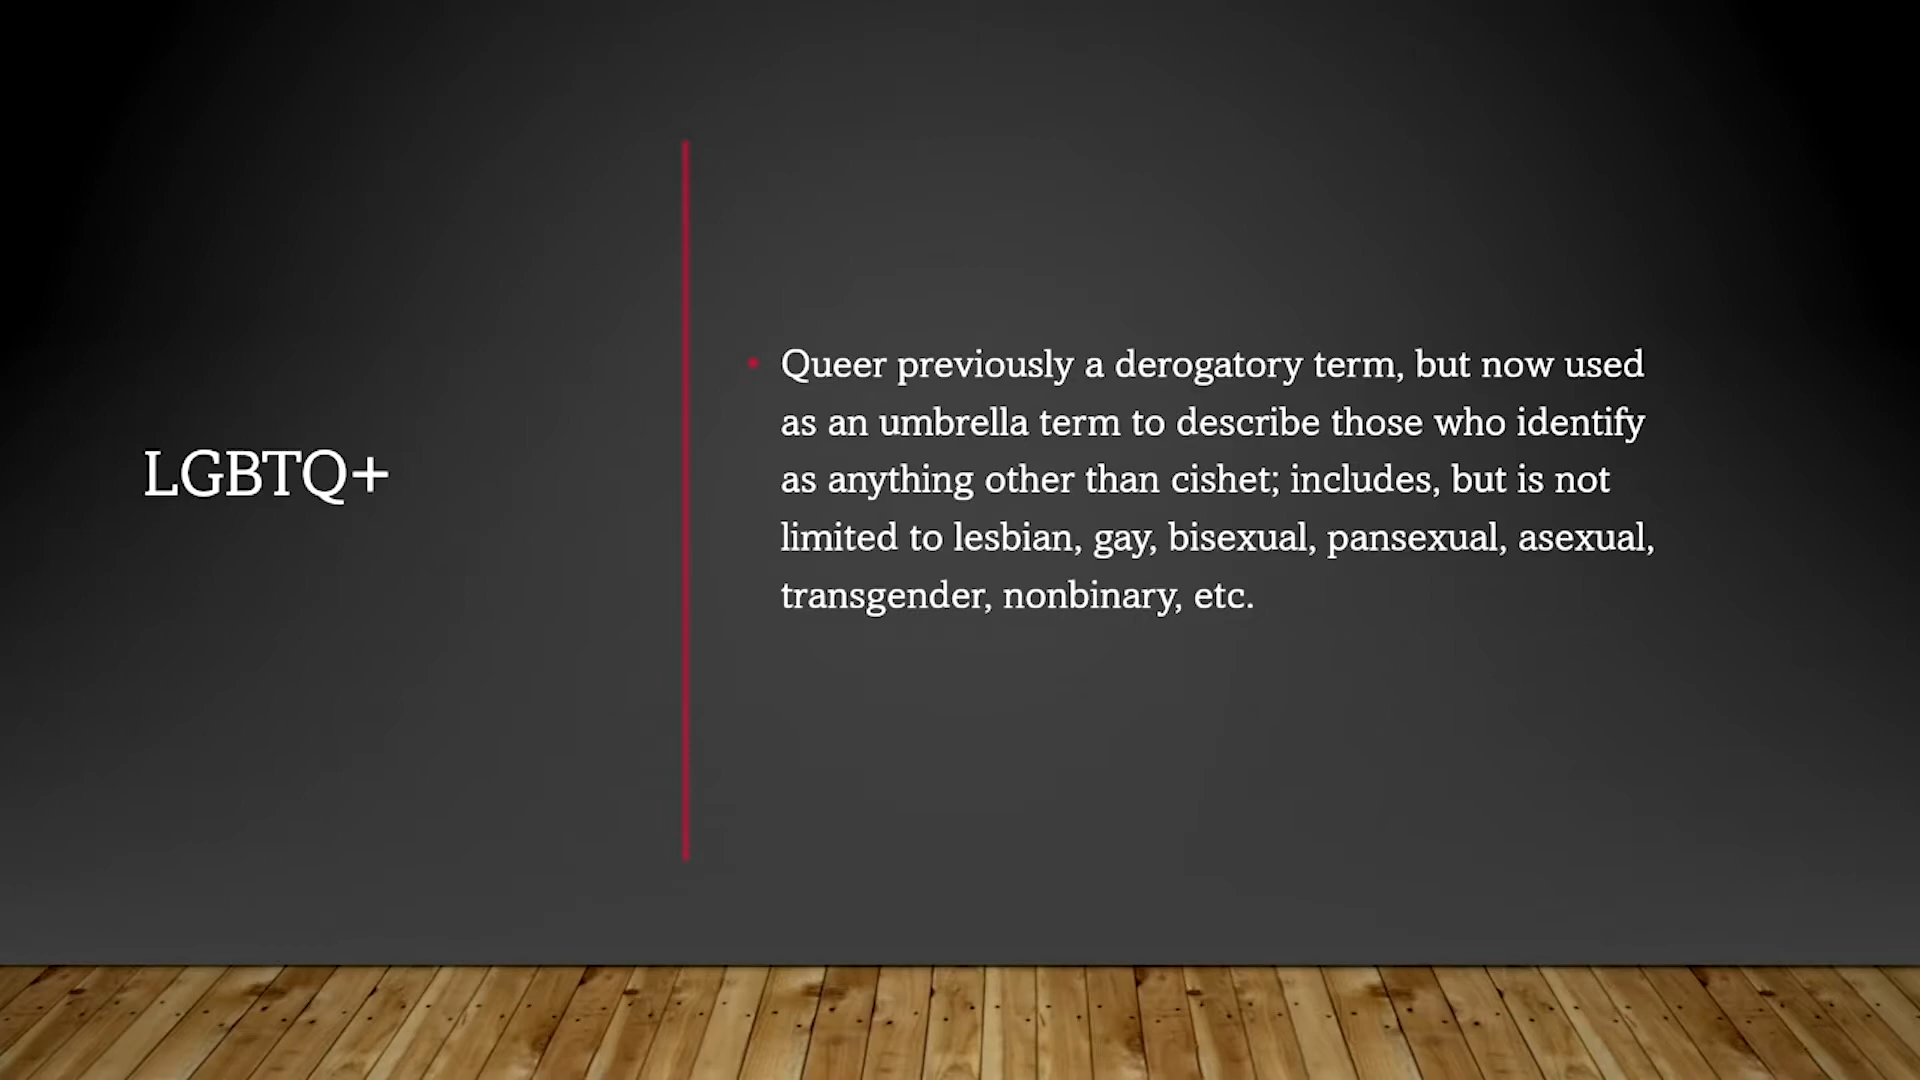 LGBTQ+
Queer previously a derogatory term, but now used
as an umbrella term to describe those who identify
as anything other than cishet; includes, but is not
limited to lesbian, gay, bisexual, pansexual, asexual,
transgender, nonbinary, etc.